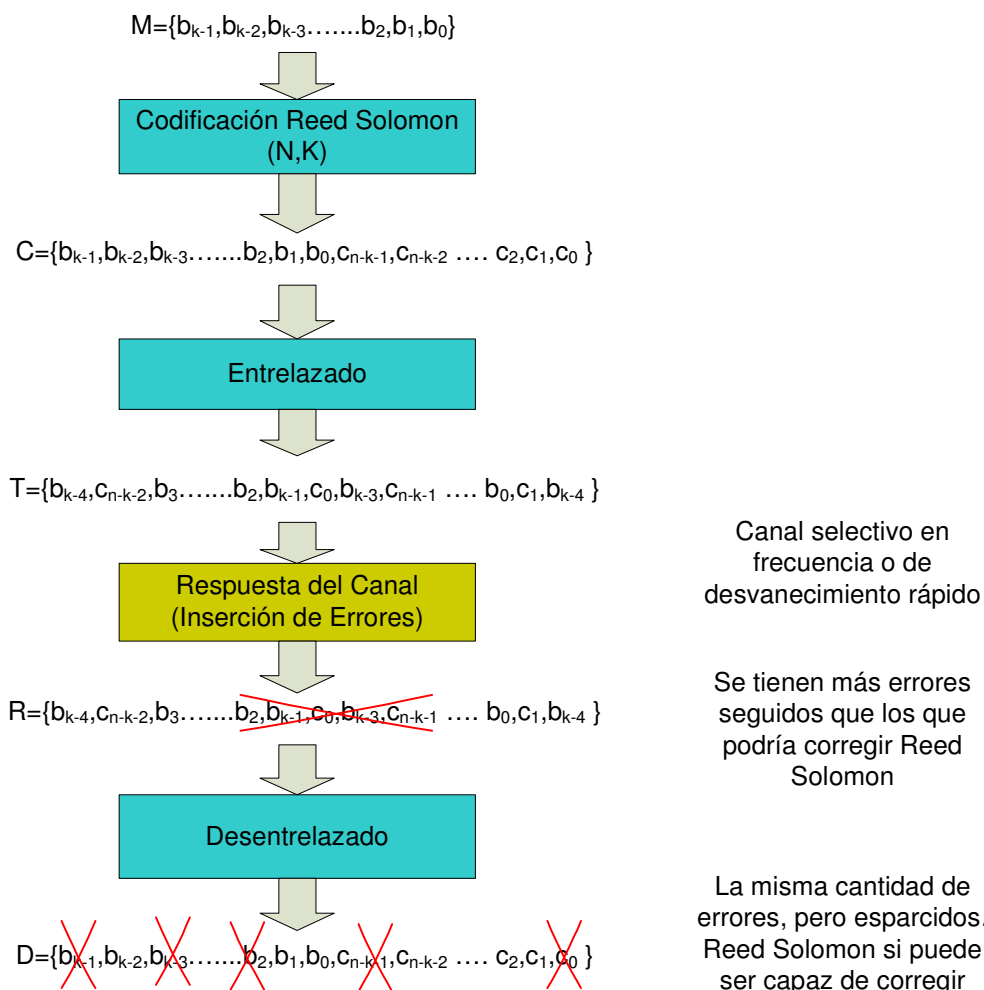 M={bk-1,bk-2,bk-3…....…b2,b1,b0}
Codificación Reed Solomon
(N,K)
C={bk-1,bk-2,bk-3…....…b2,b1,b0,cn-k-1,cn-k-2 …. c2,c1,c0 }
Entrelazado
T={bk-4,cn-k-2,b3…....…b2,bk-1,c0,bk-3,cn-k-1 …. b0,c1,bk-4 }
Canal selectivo en
frecuencia o de
desvanecimiento rápido
Respuesta del Canal
(Inserción de Errores)
R={bk-4,cn-k-2,b3…....…b2,bk-1,c0,bk-3,cn-k-1 …. b0,c1,bk-4 }
Se tienen más errores
seguidos que los que
podría corregir Reed
Solomon
Desentrelazado
D={bk-1,bk-2,bk-3…....…b2,b1,b0,cn-k-1,cn-k-2 …. c2,c1,c0 }
La misma cantidad de
errores, pero esparcidos.
Reed Solomon si puede
ser capaz de corregir